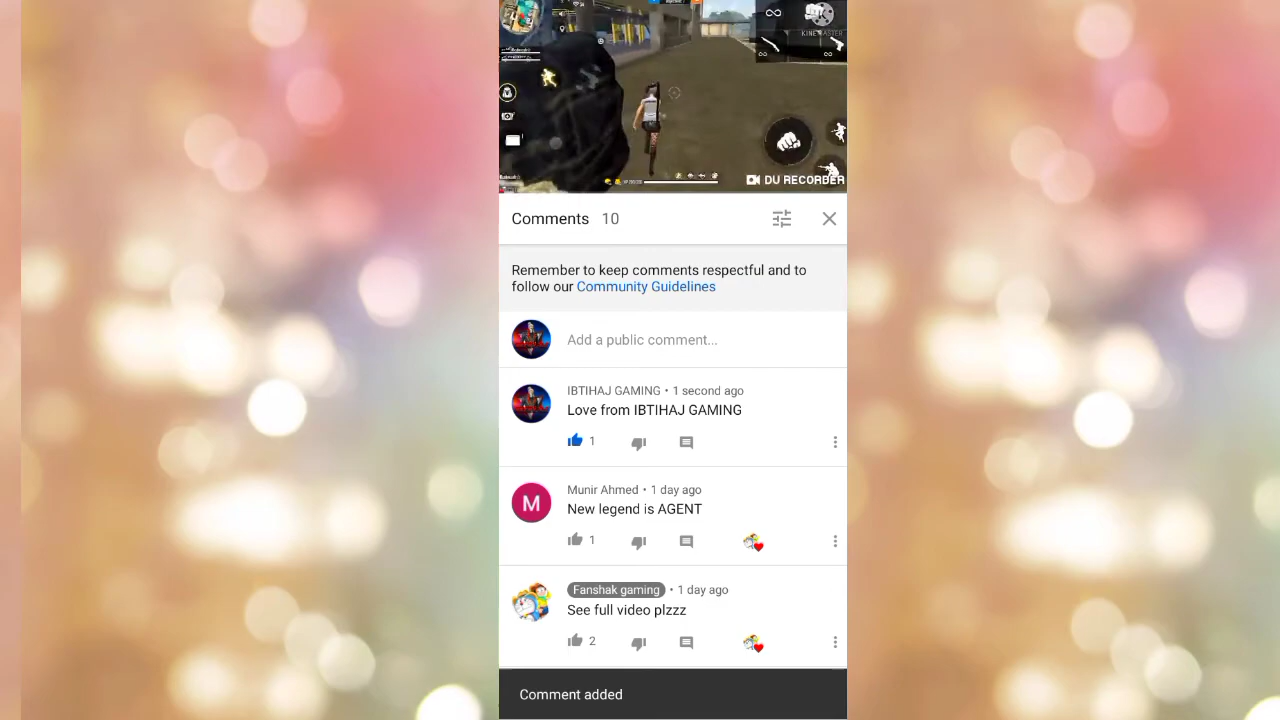 KINEMASTER
DU RECORDER
Comments 10
Remember to keep comments respectful and to
follow our Community Guidelines
Add a public comment...
IBTIHAJ GAMING • 1 second ago
Love from IBTIHAJ GAMING
1
Munir Ahmed • 1 day ago
M
New legend is AGENT
1
Fanshak gaming • 1 day ago
See full video plzzz
2
Comment added